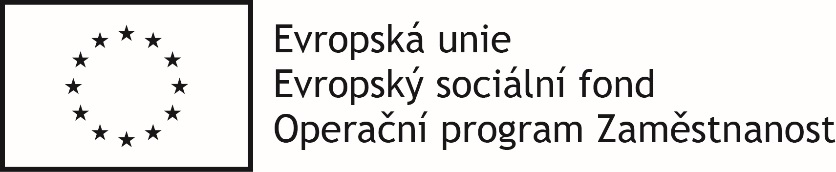 Evropská unie
Evropský sociální fond
Operační program Zaměstnanost